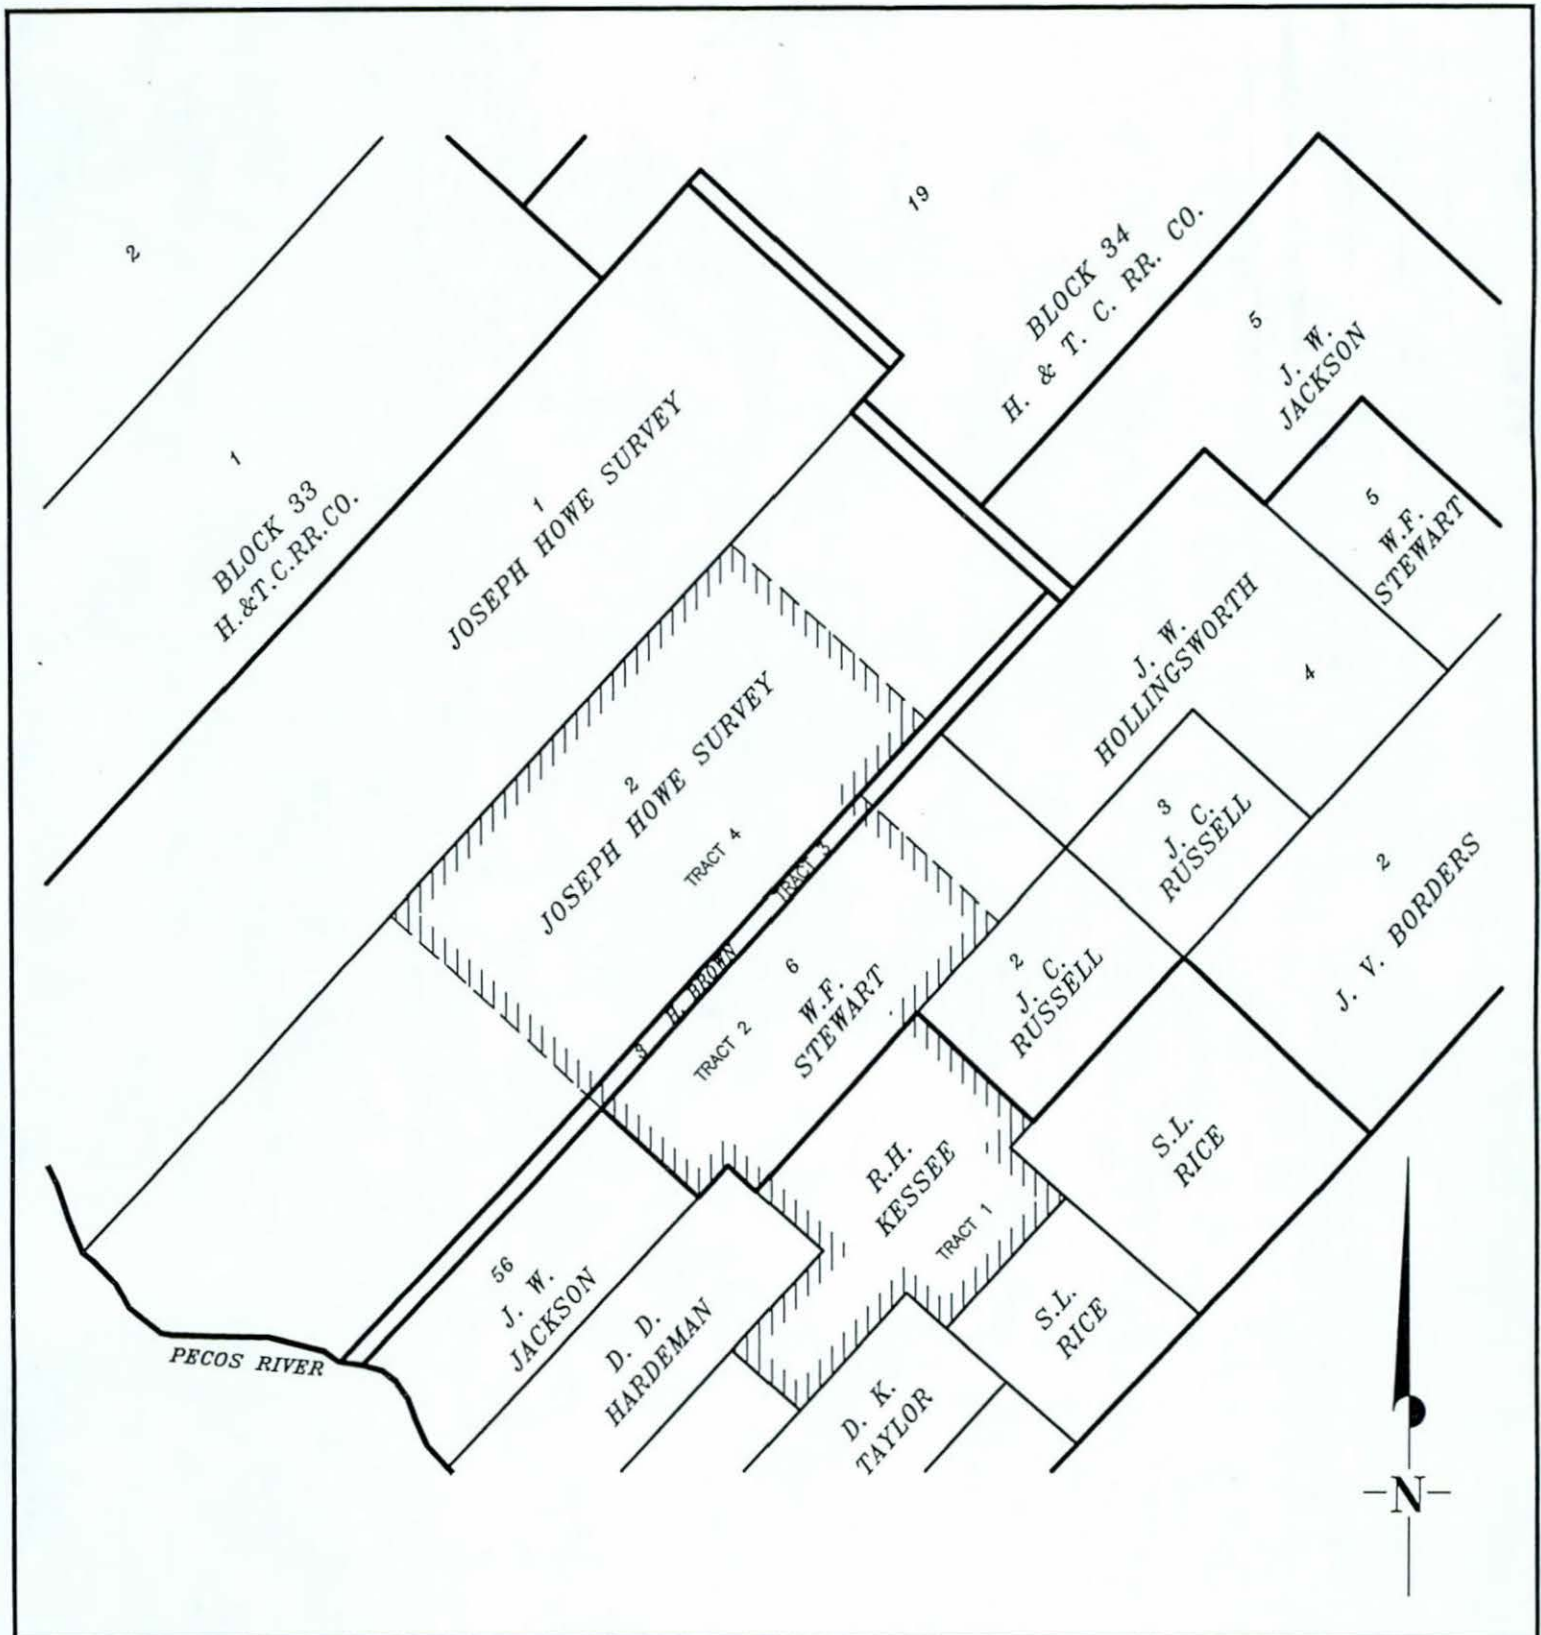 2
19
1
BLOCK 33
H.&T.C.RR.CO.
1
JOSEPH HOWE SURVEY
BLOCK 34
H. & T. C. RR. CO.
5
J. W.
JACKSON
5
W.F.
STEWART
J. W.
HOLLINGSWORTH
4
2
JOSEPH HOWE SURVEY
TRACT 4
TRACT 3
3
J. C.
RUSSELL
2
J. V. BORDERS
3
H. BROWN
6
W.F.
STEWART
TRACT 2
2
J. C.
RUSSELL
R.H.
KESSEE
TRACT 1
S.L.
RICE
56
J. W.
JACKSON
D. D.
HARDEMAN
S.L.
RICE
D. K.
TAYLOR
PECOS RIVER
-N-